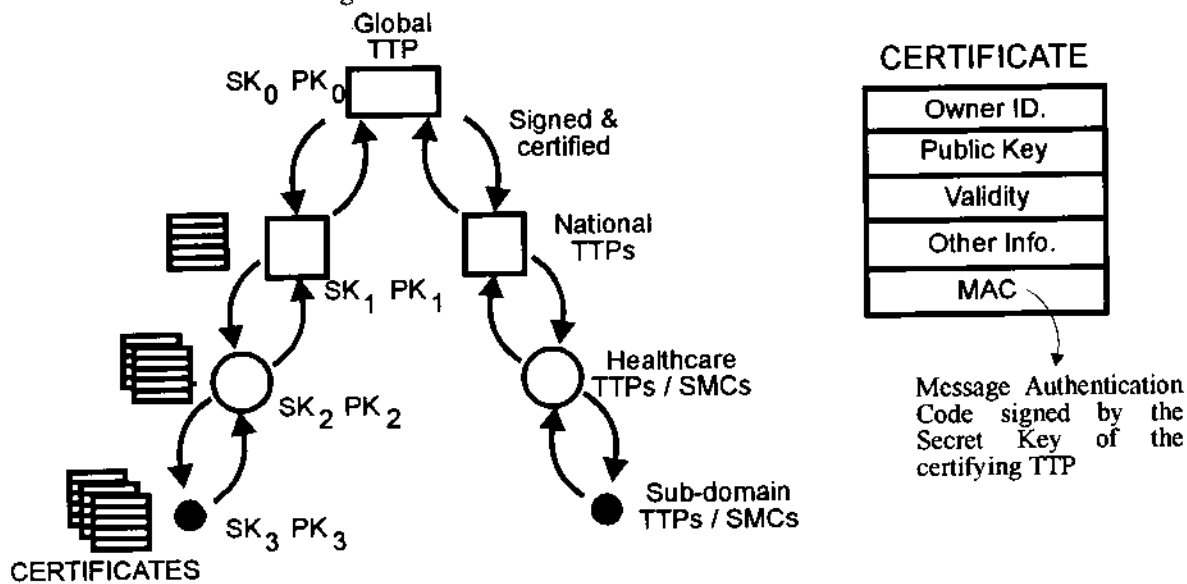 Global
TTP
SK0 PK0
Signed &
certified
National
TTPs
SK1 PK1
Healthcare
TTPs / SMCs
SK2 PK2
Sub-domain
TTPs / SMCs
SK3 PK3
CERTIFICATES
CERTIFICATE
Owner ID.
Public Key
Validity
Other Info.
MAC
Message Authentication
Code signed by the
Secret Key of the
certifying TTP